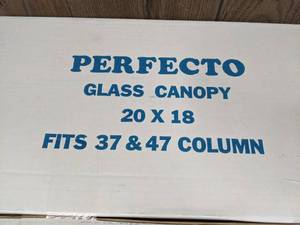 PERFECTO
GLASS CANOPY
20 X 18
FITS 37 & 47 COLUMN